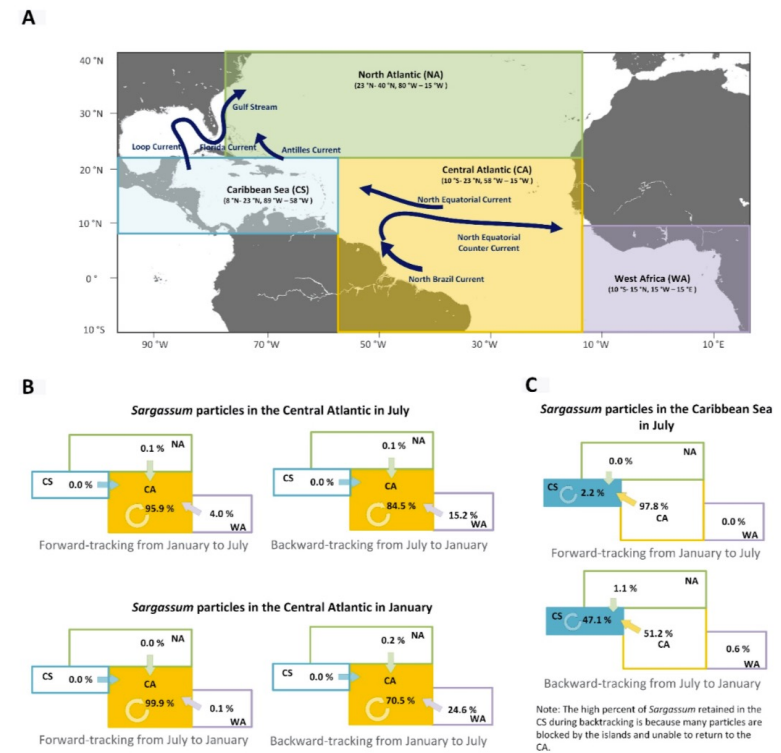 A
40 °N
30 °N
20 °N
10 °N
0 °
10 °S
90 °W
70 °W
50 °W
30 °W
10 °W
10 °E
North Atlantic (NA)
(23 °N- 40 °N, 80 °W – 15 °W )
Gulf Stream
Loop Current
Florida Current
Antilles Current
Caribbean Sea (CS)
(8 °N- 23 °N, 89 °W – 58 °W )
Central Atlantic (CA)
(10 °S- 23 °N, 58 °W – 15 °W )
North Equatorial Current
North Equatorial
Counter Current
North Brazil Current
West Africa (WA)
(10 °S- 15 °N, 15 °W – 15 °E )
B
Sargassum particles in the Central Atlantic in July
0.1 %
NA
CS
0.0 %
CA
95.9 %
4.0 %
WA
Forward-tracking from January to July
0.1 %
NA
CS
0.0 %
CA
84.5 %
15.2 %
WA
Backward-tracking from July to January
Sargassum particles in the Central Atlantic in January
0.0 %
NA
CS
0.0 %
CA
99.9 %
0.1 %
WA
Forward-tracking from July to January
0.2 %
NA
CS
0.0 %
CA
70.5 %
24.6 %
WA
Backward-tracking from January to July
C
Sargassum particles in the Caribbean Sea
in July
NA
0.0 %
CS
2.2 %
97.8 %
CA
0.0 %
WA
Forward-tracking from January to July
1.1 %
NA
CS
47.1 %
51.2 %
CA
0.6 %
WA
Backward-tracking from July to January
Note: The high percent of Sargassum retained in the
CS during backtracking is because many particles are
blocked by the islands and unable to return to the
CA.